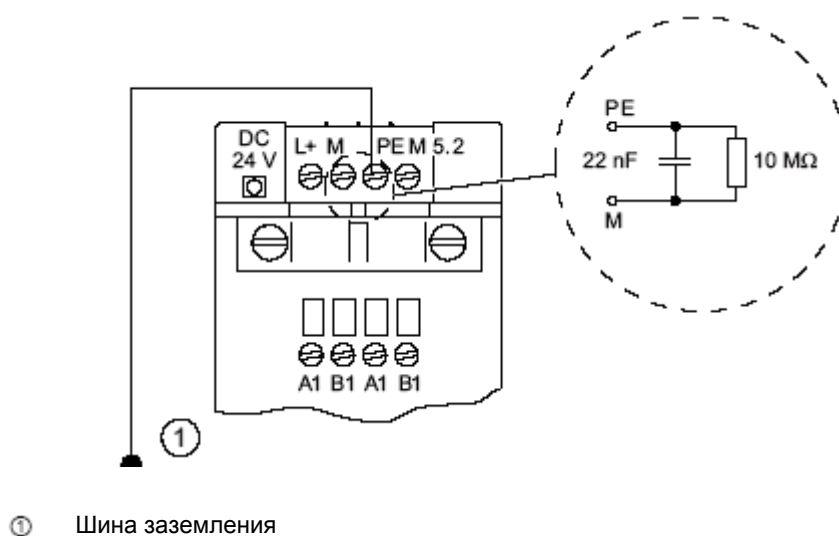 DC
24 V
L+ M PE M 5.2
A1 B1 A1 B1
①
PE
22 nF
10 MΩ
M
① Шина заземления